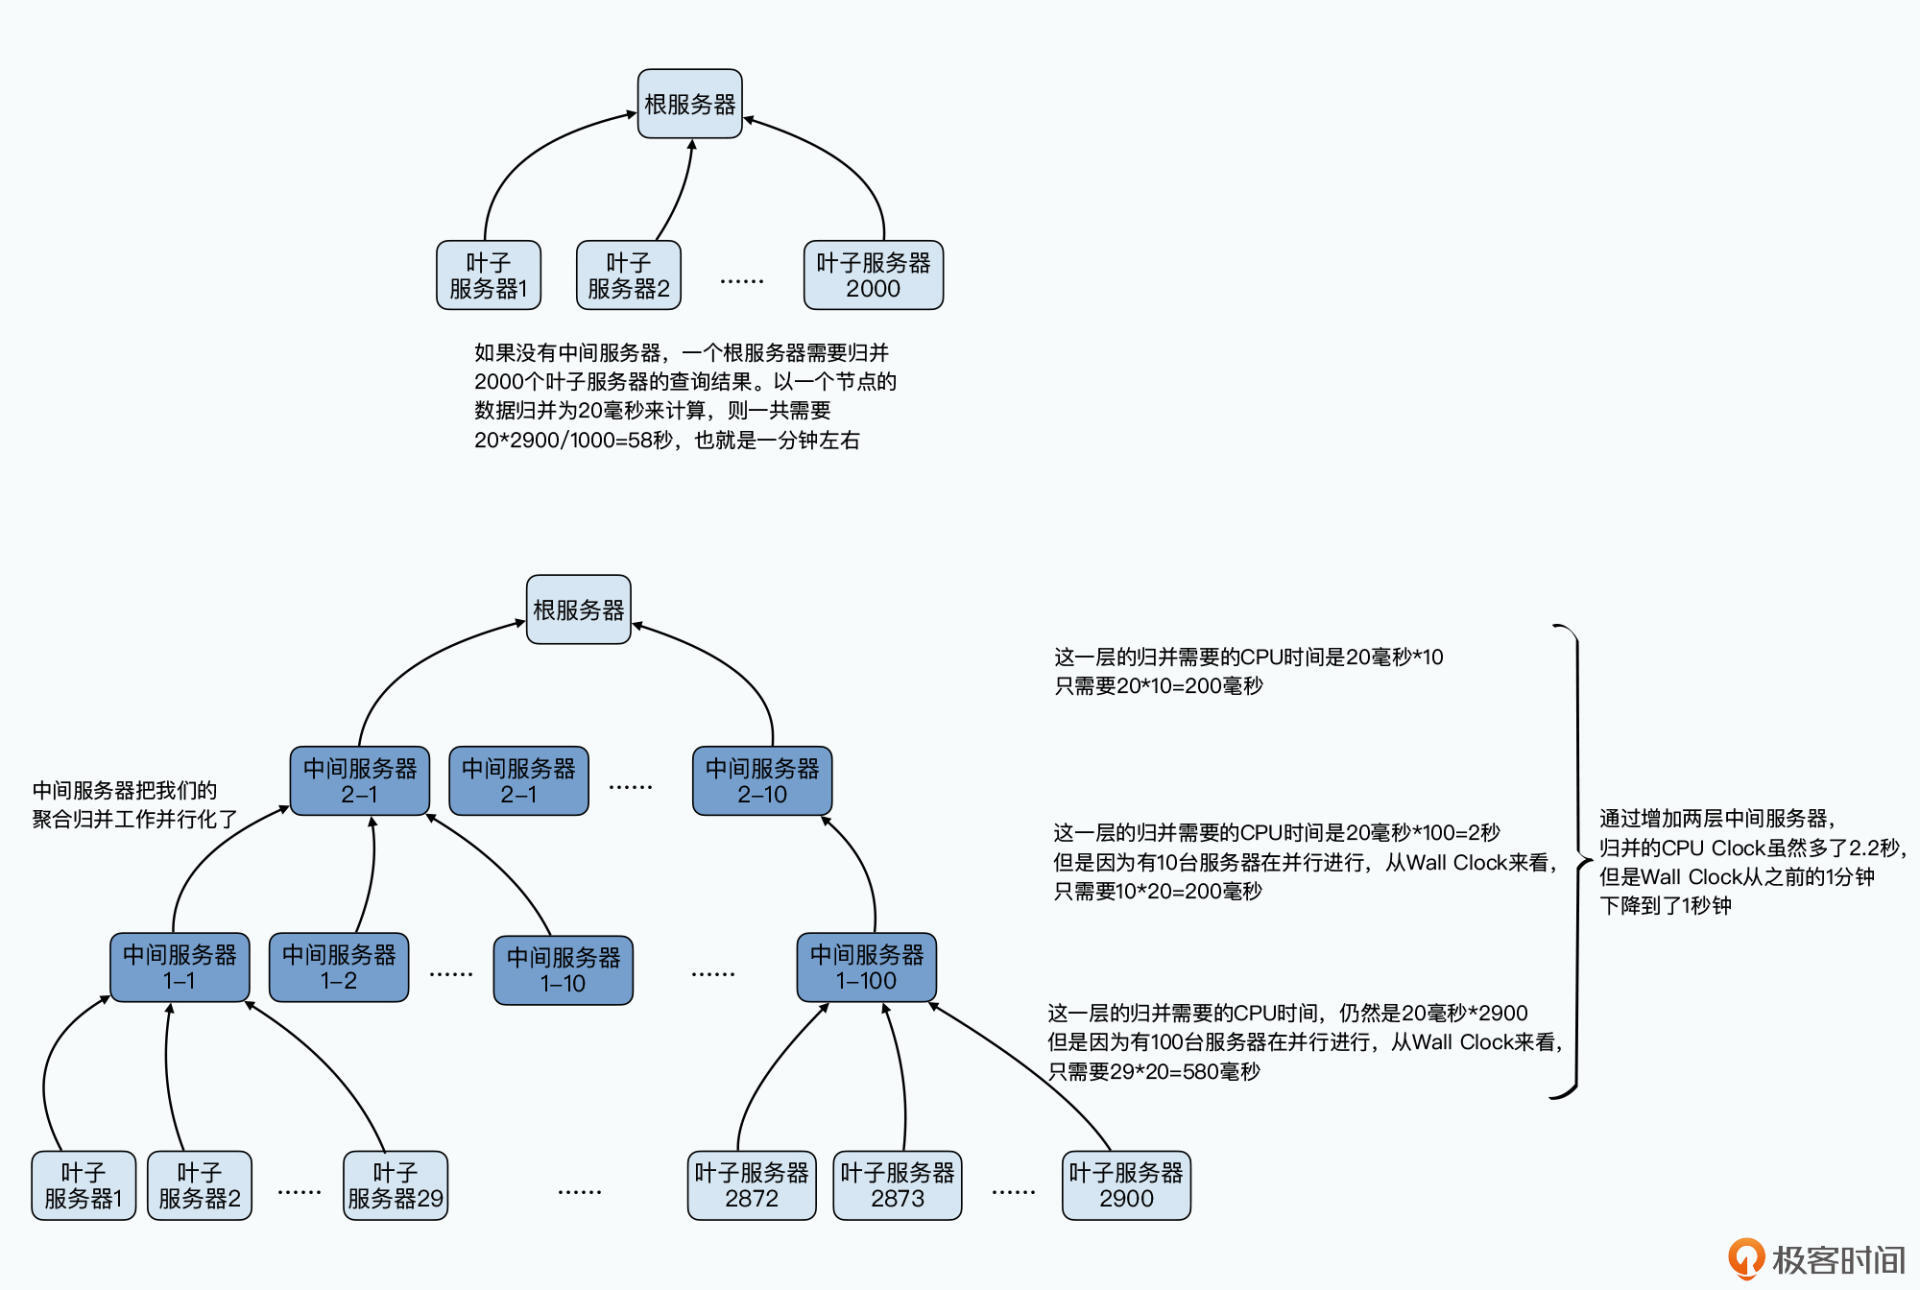 根服务器
叶子
服务器1
叶子
服务器2
......
叶子服务器
2000
如果没有中间服务器，一个根服务器需要归并
2000个叶子服务器的查询结果。以一个节点的
数据归并为20毫秒来计算，则一共需要
20*2900/1000=58秒，也就是一分钟左右
根服务器
这一层的归并需要的CPU时间是20毫秒*10
只需要20*10=200毫秒
中间服务器把我们的
聚合归并工作并行化了
中间服务器
2-1
中间服务器
2-1
......
中间服务器
2-10
这一层的归并需要的CPU时间是20毫秒*100=2秒
但是因为有10台服务器在并行进行，从Wall Clock来看，
只需要10*20=200毫秒
通过增加两层中间服务器，
归并的CPU Clock虽然多了2.2秒，
但是Wall Clock从之前的1分钟
下降到了1秒钟
中间服务器
1-1
中间服务器
1-2
......
中间服务器
1-10
......
中间服务器
1-100
这一层的归并需要的CPU时间，仍然是20毫秒*2900
但是因为有100台服务器在并行进行，从Wall Clock来看，
只需要29*20=580毫秒
叶子
服务器1
叶子
服务器2
......
叶子
服务器29
......
叶子服务器
2872
叶子服务器
2873
......
叶子服务器
2900
极客时间